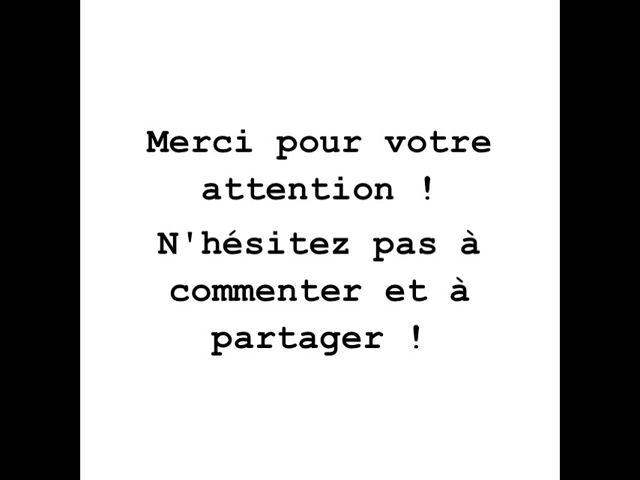 Merci pour votre
attention !
N'hésitez pas à
commenter et à
partager !